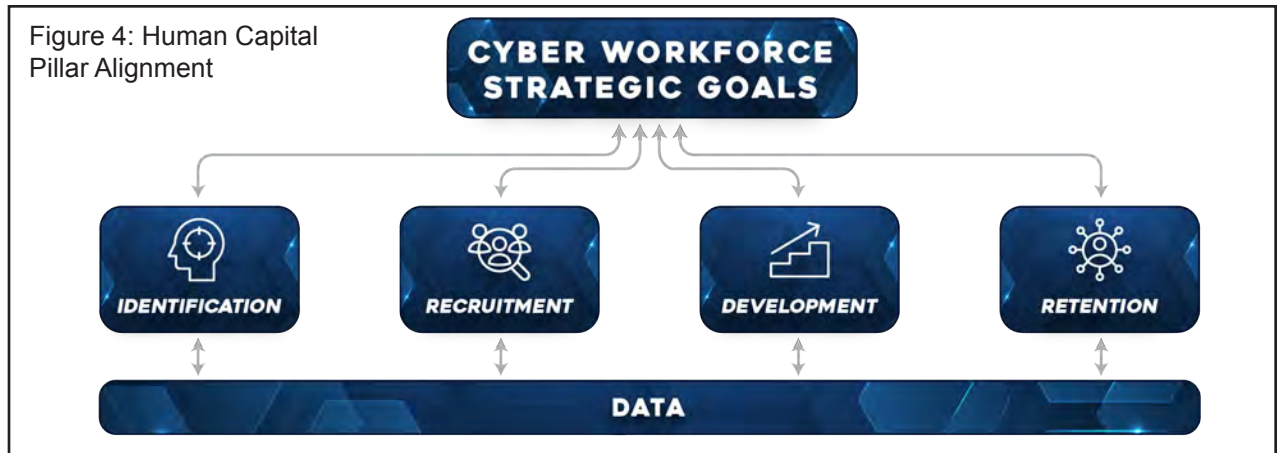 Figure 4: Human Capital
Pillar Alignment
CYBER WORKFORCE
STRATEGIC GOALS
IDENTIFICATION
RECRUITMENT
DEVELOPMENT
RETENTION
DATA